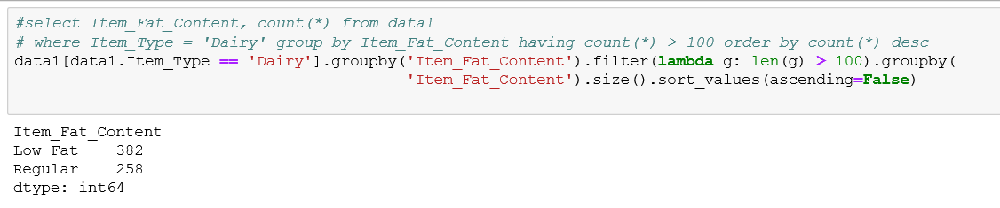 #select Item_Fat_Content, count(*) from data1
# where Item_Type = 'Dairy' group by Item_Fat_Content having count(*) > 100 order by count(*) desc
data1[data1.Item_Type == 'Dairy'].groupby('Item_Fat_Content').filter(lambda g: len(g) > 100).groupby(
'Item_Fat_Content').size().sort_values(ascending=False)
Item_Fat_Content
Low Fat    382
Regular    258
dtype: int64